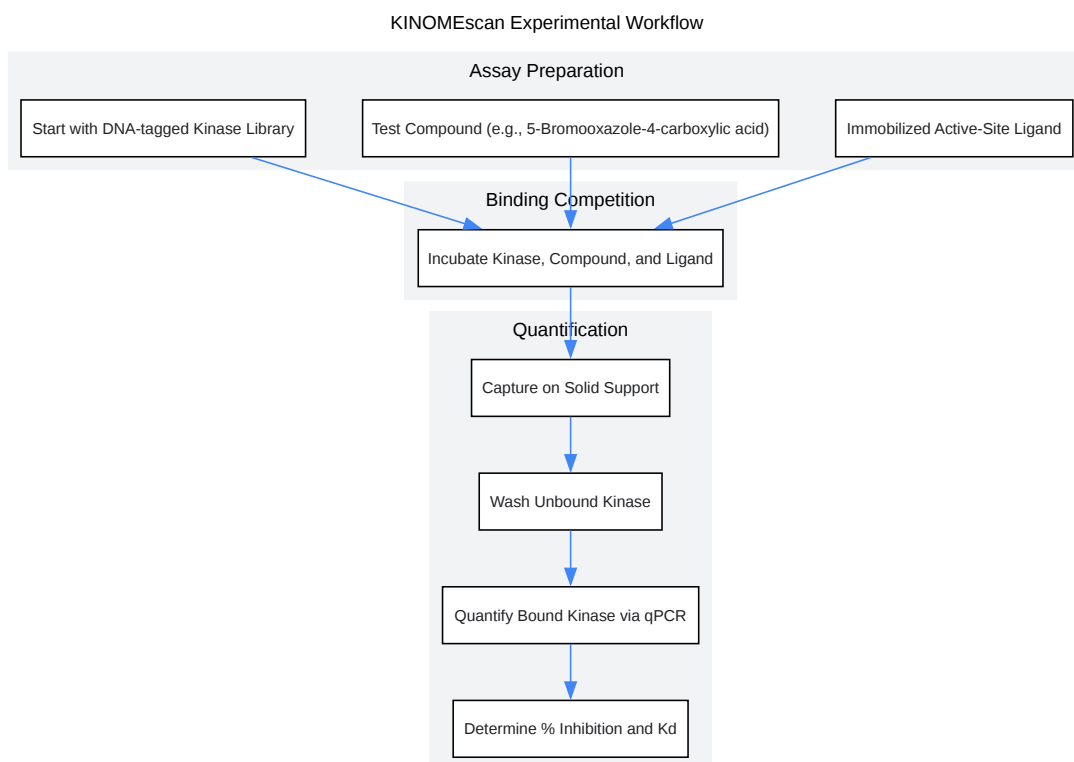 KINOMEscan Experimental Workflow
Assay Preparation
Start with DNA-tagged Kinase Library
Test Compound (e.g., 5-Bromooxazole-4-carboxylic acid)
Immobilized Active-Site Ligand
Binding Competition
Incubate Kinase, Compound, and Ligand
Quantification
Capture on Solid Support
Wash Unbound Kinase
Quantify Bound Kinase via qPCR
Determine % Inhibition and Kd